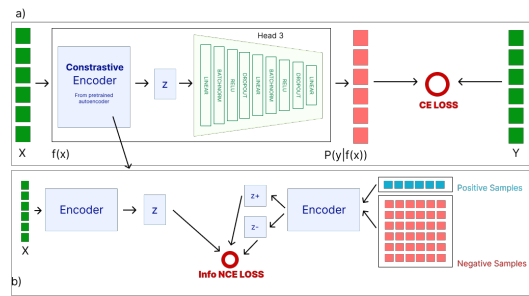 a)
Head 3
Constrastive
Encoder
From pretrained
autoencoder
z
LINEAR
BATCHNORM
RELU
DROPOUT
LINEAR
BATCHNORM
RELU
DROPOUT
LINEAR
CE LOSS
X
f(x)
P(y|f(x))
Y
Encoder
z
z+
z-
Encoder
Positive Samples
Negative Samples
X
Info NCE LOSS
b)